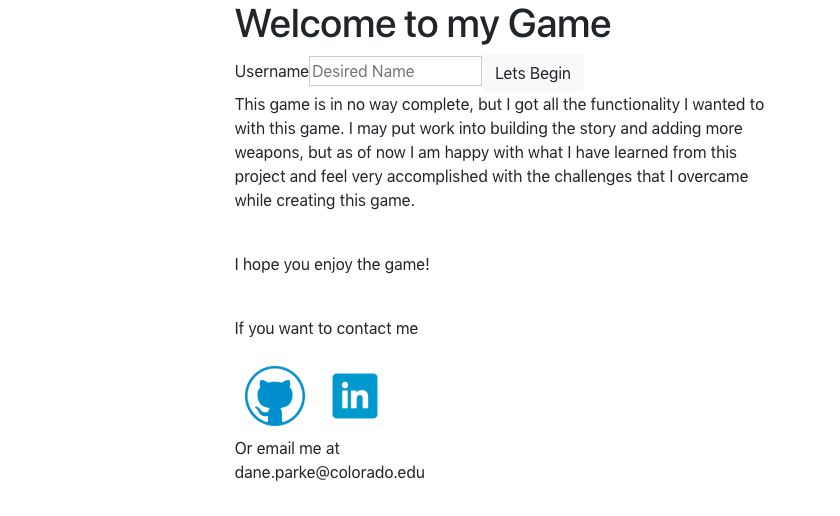 Welcome to my Game
Username Desired Name Lets Begin
This game is in no way complete, but I got all the functionality I wanted to
with this game. I may put work into building the story and adding more
weapons, but as of now I am happy with what I have learned from this
project and feel very accomplished with the challenges that I overcame
while creating this game.
I hope you enjoy the game!
If you want to contact me
in
Or email me at
dane.parke@colorado.edu